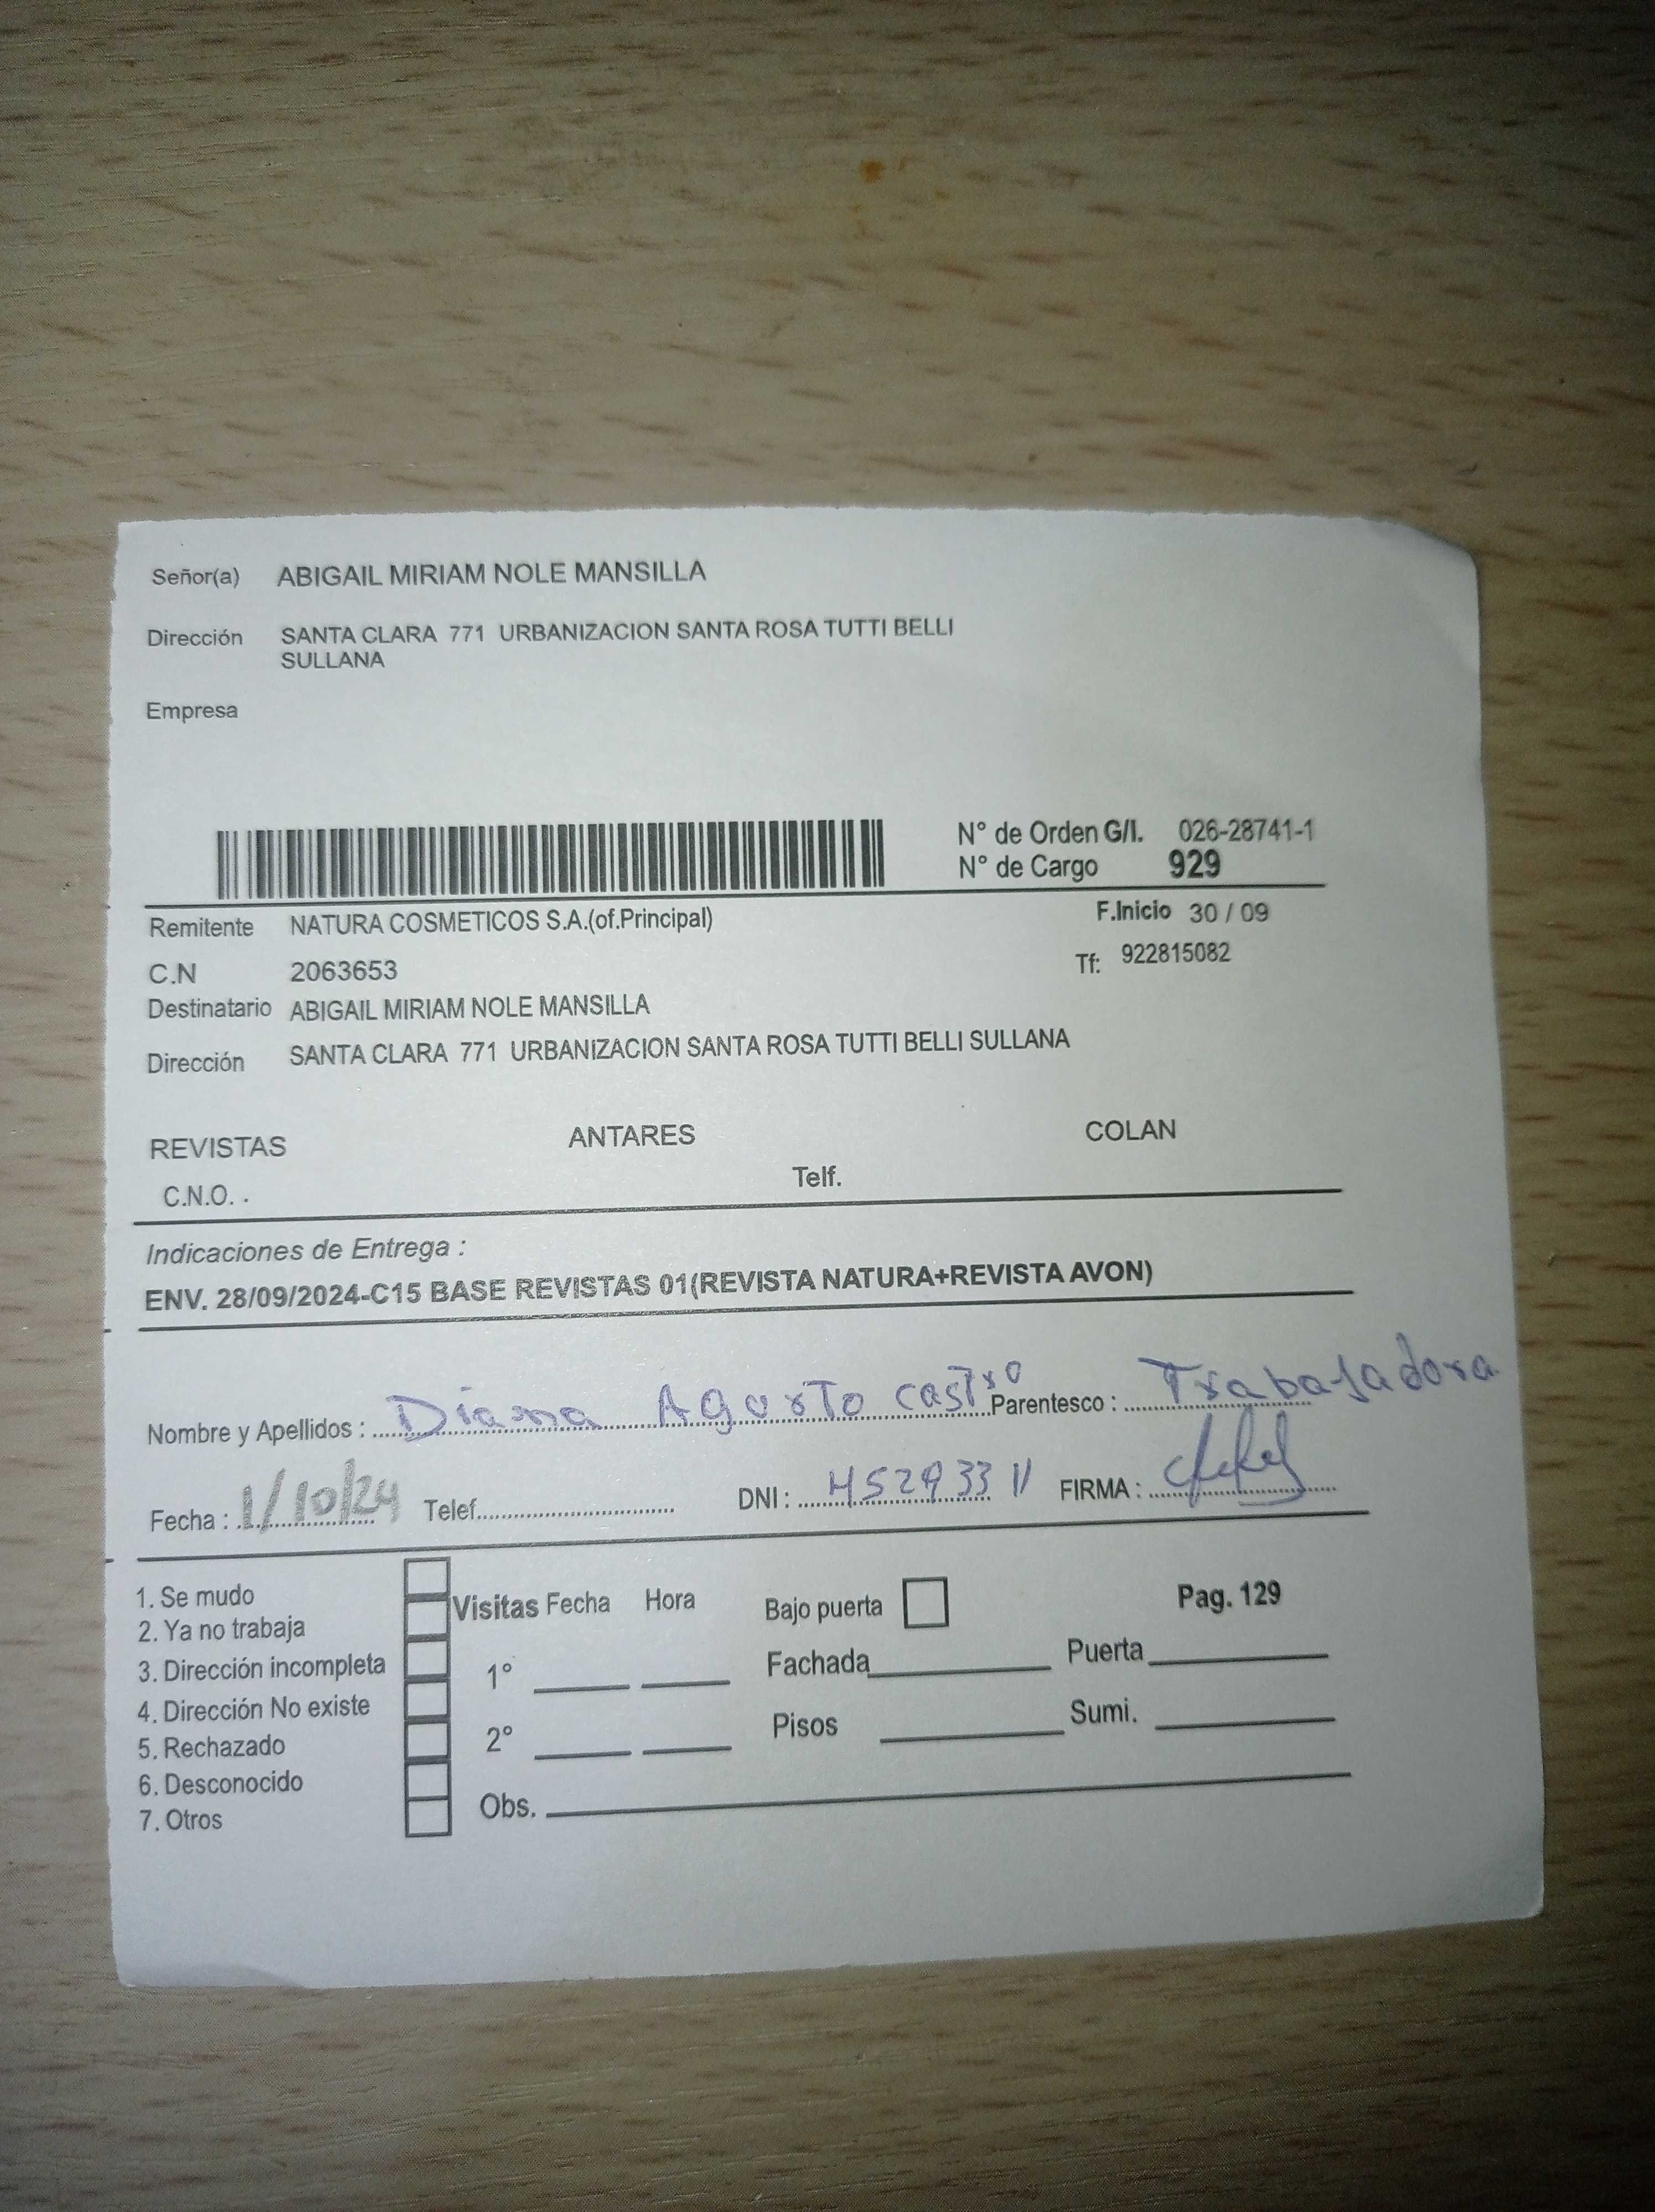 Señor(a) ABIGAIL MIRIAM NOLE MANSILLA
Dirección SANTA CLARA 771 URBANIZACION SANTA ROSA TUTTI BELLI
SULLANA
Empresa
N° de Orden G/I. 026-28741-1
N° de Cargo 929
Remitente NATURA COSMETICOS S.A.(of.Principal) F.Inicio 30 / 09
C.N 2063653 Tf: 922815082
Destinatario ABIGAIL MIRIAM NOLE MANSILLA
Dirección SANTA CLARA 771 URBANIZACION SANTA ROSA TUTTI BELLI SULLANA
REVISTAS ANTARES COLAN
C.N.O. . Telf.
Indicaciones de Entrega :
ENV. 28/09/2024-C15 BASE REVISTAS 01(REVISTA NATURA+REVISTA AVON)
Nombre y Apellidos : Diana Agurto castro Parentesco : Trabajadora
Fecha : 1/10/24 Telef. DNI : 45293311 FIRMA :
1. Se mudo Visitas Fecha Hora Bajo puerta Pag. 129
2. Ya no trabaja
3. Dirección incompleta 1° Fachada Puerta
4. Dirección No existe
5. Rechazado 2° Pisos Sumi.
6. Desconocido
7. Otros Obs.